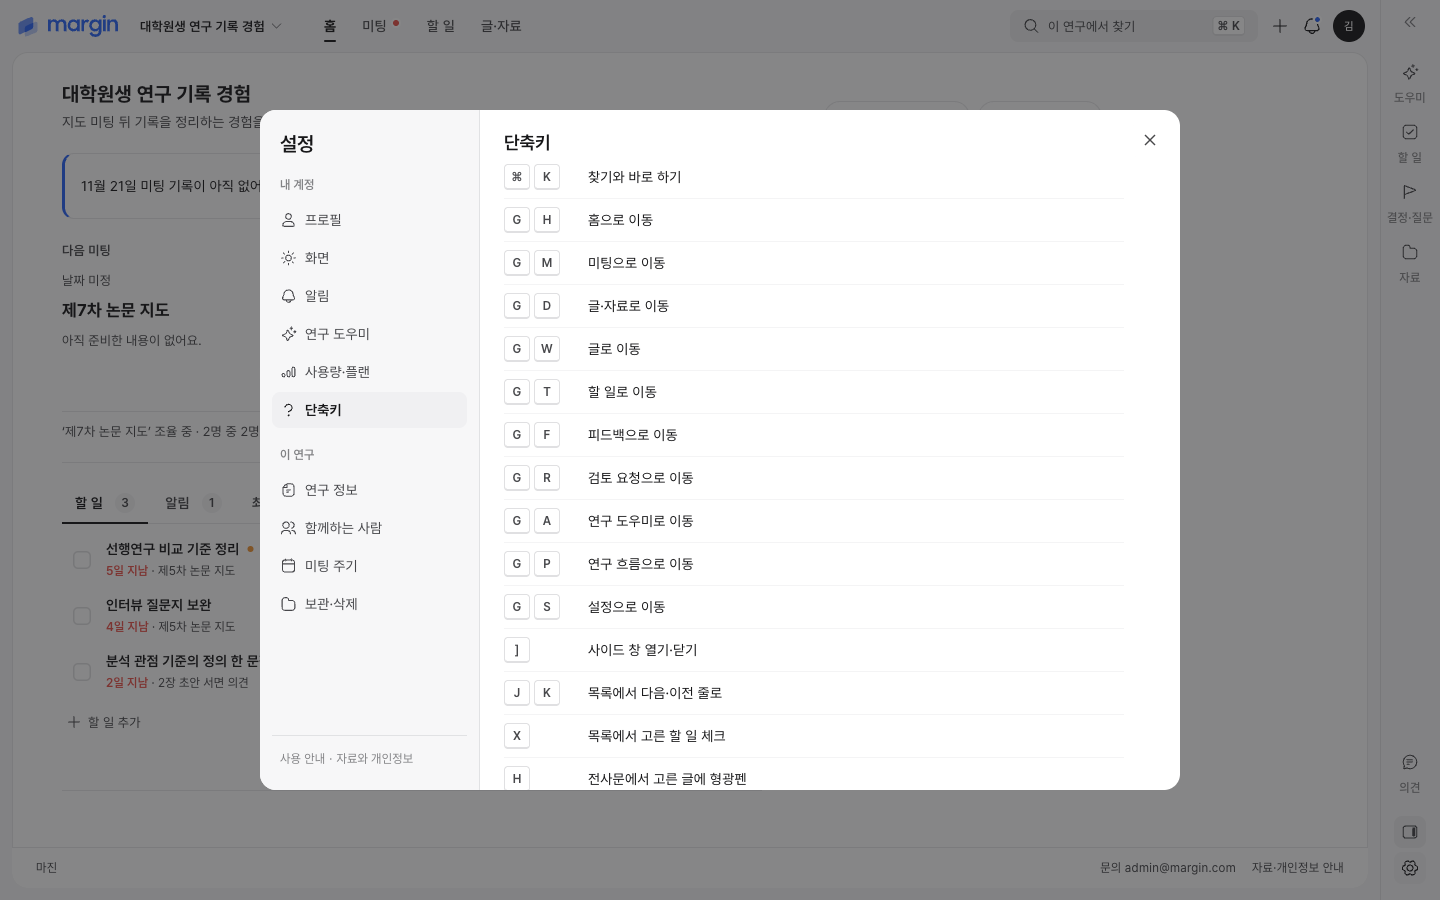 margin
대학원생 연구 기록 경험
홈
미팅
할 일
글·자료
이 연구에서 찾기
⌘ K
김
대학원생 연구 기록 경험
지도 미팅 뒤 기록을 정리하는 경험을
11월 21일 미팅 기록이 아직 없어
다음 미팅
날짜 미정
제7차 논문 지도
아직 준비한 내용이 없어요.
'제7차 논문 지도' 조율 중 · 2명 중 2명
할 일 3
알림 1
최
선행연구 비교 기준 정리
5일 지남 · 제5차 논문 지도
인터뷰 질문지 보완
4일 지남 · 제5차 논문 지도
분석 관점 기준의 정의 한 문
2일 지남 · 2장 초안 서면 의견
할 일 추가
설정
내 계정
프로필
화면
알림
연구 도우미
사용량·플랜
단축키
이 연구
연구 정보
함께하는 사람
미팅 주기
보관·삭제
사용 안내 · 자료와 개인정보
단축키
⌘ K 찾기와 바로 하기
G H 홈으로 이동
G M 미팅으로 이동
G D 글·자료로 이동
G W 글로 이동
G T 할 일로 이동
G F 피드백으로 이동
G R 검토 요청으로 이동
G A 연구 도우미로 이동
G P 연구 흐름으로 이동
G S 설정으로 이동
] 사이드 창 열기·닫기
J K 목록에서 다음·이전 줄로
X 목록에서 고른 할 일 체크
H 전사문에서 고른 글에 형광펜
도우미
할 일
결정·질문
자료
의견
마진
문의 admin@margin.com
자료·개인정보 안내